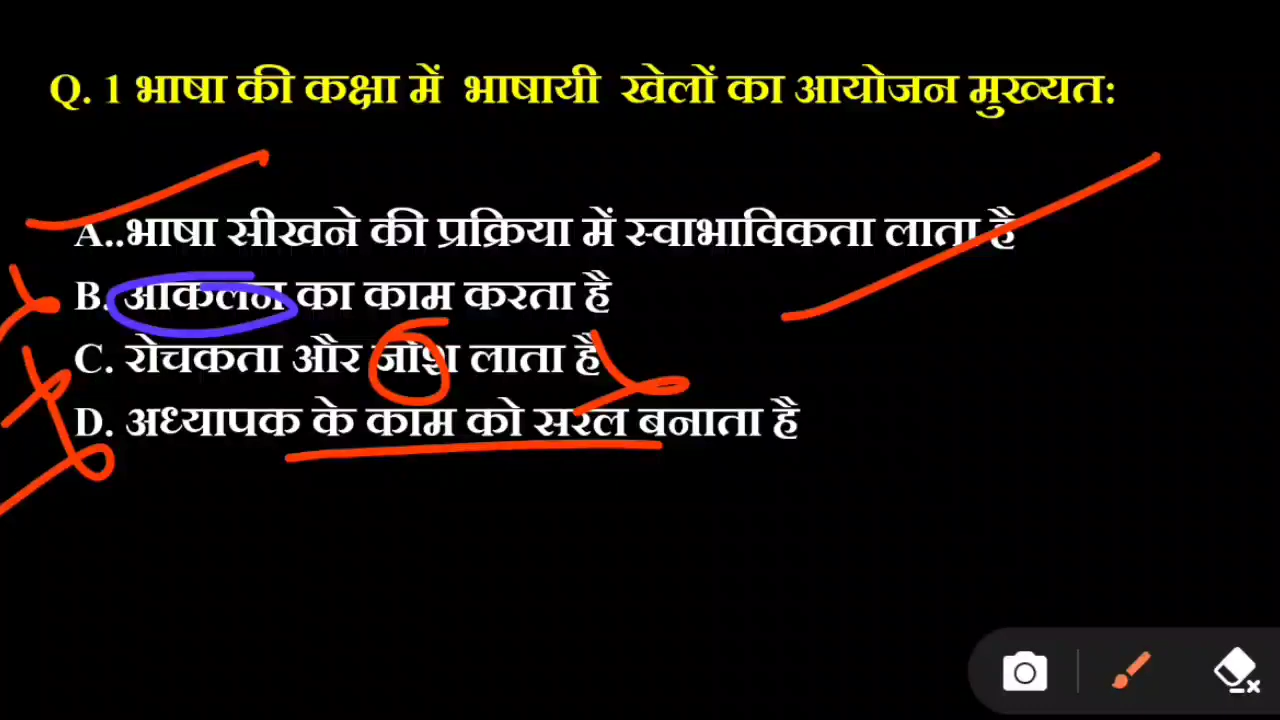 Q. 1 भाषा की कक्षा में भाषायी खेलों का आयोजन मुख्यत:
A..भाषा सीखने की प्रक्रिया में स्वाभाविकता लाता है
B. आकलन का काम करता है
C. रोचकता और जोश लाता है
D. अध्यापक के काम को सरल बनाता है